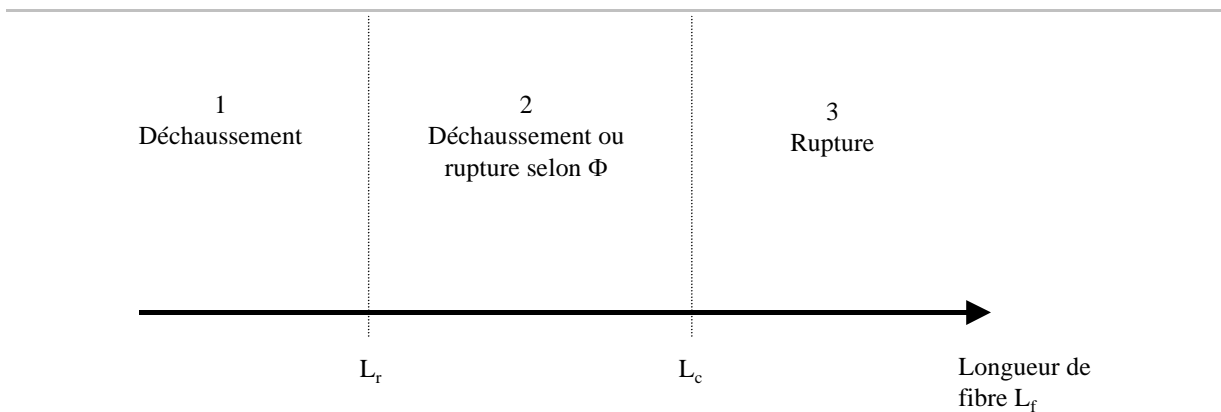 1
Déchaussement
2
Déchaussement ou
rupture selon Φ
3
Rupture
Lr
Lc
Longueur de
fibre Lf